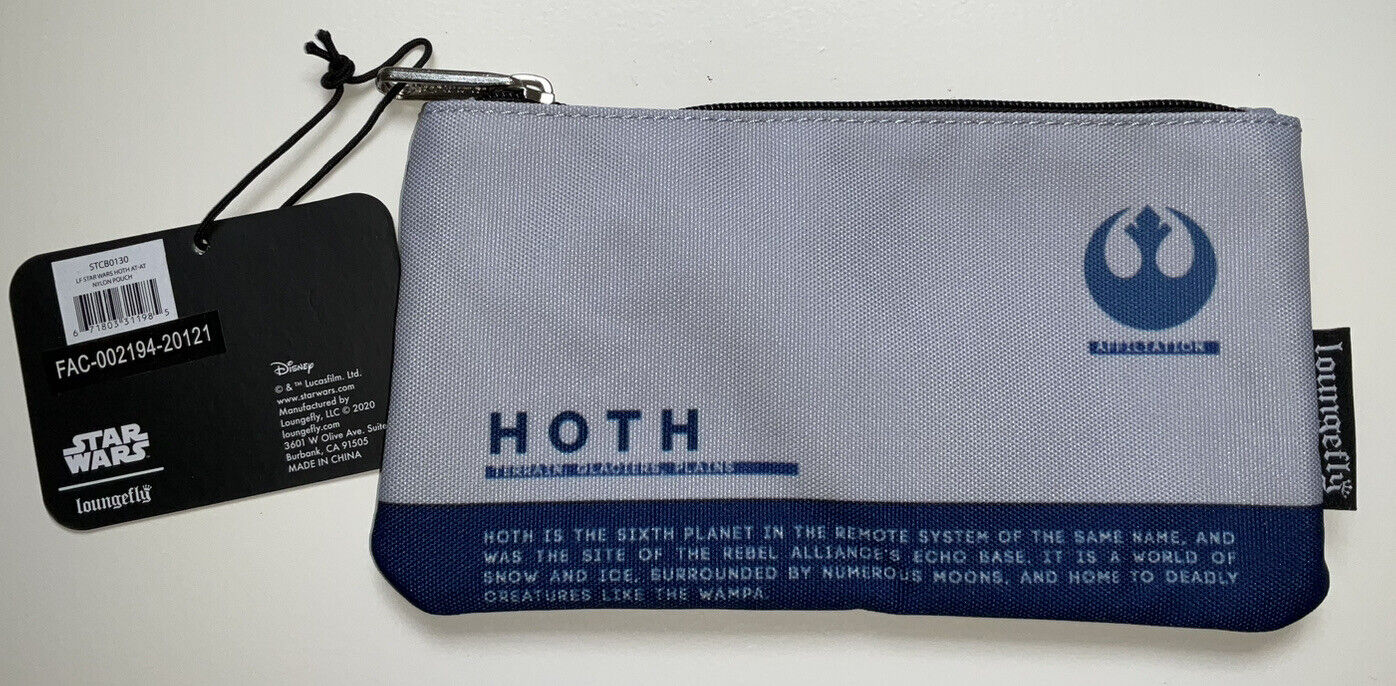 STCB0130
LF STAR WARS HOTH AT-AT
NYLON POUCH
6 71803 31198 5
FAC-002194-20121
STAR
WARS
loungefly
Disney
© & ™ Lucasfilm. Ltd.
www.starwars.com
Manufactured by
Loungefly, LLC © 2020
loungefly.com
3601 W Olive Ave. Suite
Burbank, CA 91505
MADE IN CHINA
AFFILIATION
HOTH
TERRAIN: GLACIERS, PLAINS
HOTH IS THE SIXTH PLANET IN THE REMOTE SYSTEM OF THE SAME NAME, AND
WAS THE SITE OF THE REBEL ALLIANCE'S ECHO BASE. IT IS A WORLD OF
SNOW AND ICE, SURROUNDED BY NUMEROUS MOONS, AND HOME TO DEADLY
CREATURES LIKE THE WAMPA.
loungefly